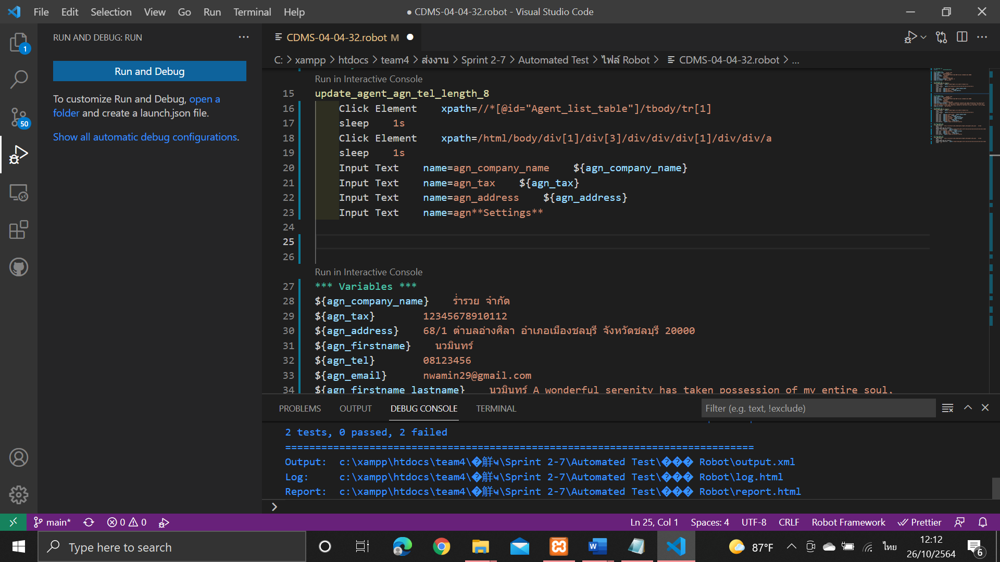 File Edit Selection View Go Run Terminal Help
● CDMS-04-04-32.robot - Visual Studio Code
RUN AND DEBUG: RUN
Run and Debug
To customize Run and Debug, open a
folder and create a launch.json file.
Show all automatic debug configurations.
1
50
CDMS-04-04-32.robot M
C: > xampp > htdocs > team4 > ส่งงาน > Sprint 2-7 > Automated Test > ไฟล์ Robot > CDMS-04-04-32.robot > ...
Run in Interactive Console
15 update_agent_agn_tel_length_8
16 Click Element    xpath=//*[@id="Agent_list_table"]/tbody/tr[1]
17 sleep    1s
18 Click Element    xpath=/html/body/div[1]/div[3]/div/div/div[1]/div/div/a
19 sleep    1s
20 Input Text    name=agn_company_name    ${agn_company_name}
21 Input Text    name=agn_tax    ${agn_tax}
22 Input Text    name=agn_address    ${agn_address}
23 Input Text    name=agn**Settings**
24
25
26
Run in Interactive Console
27 *** Variables ***
28 ${agn_company_name}    ร่ำรวย จำกัด
29 ${agn_tax}        12345678910112
30 ${agn_address}    68/1 ตำบลอ่างศิลา อำเภอเมืองชลบุรี จังหวัดชลบุรี 20000
31 ${agn_firstname}    นวมินทร์
32 ${agn_tel}        08123456
33 ${agn_email}      nwamin29@gmail.com
34 ${agn_firstname_lastname}    นวมินทร์ A wonderful serenity has taken possession of my entire soul,
PROBLEMS OUTPUT DEBUG CONSOLE TERMINAL
Filter (e.g. text, !exclude)
2 tests, 0 passed, 2 failed
==============================================================================
Output:  c:\xampp\htdocs\team4\�觧ҹ\Sprint 2-7\Automated Test\��� Robot\output.xml
Log:     c:\xampp\htdocs\team4\�觧ҹ\Sprint 2-7\Automated Test\��� Robot\log.html
Report:  c:\xampp\htdocs\team4\�觧ҹ\Sprint 2-7\Automated Test\��� Robot\report.html
main* 0 0
Ln 25, Col 1 Spaces: 4 UTF-8 CRLF Robot Framework Prettier
Type here to search
87°F
ไทย
12:12
26/10/2564
6